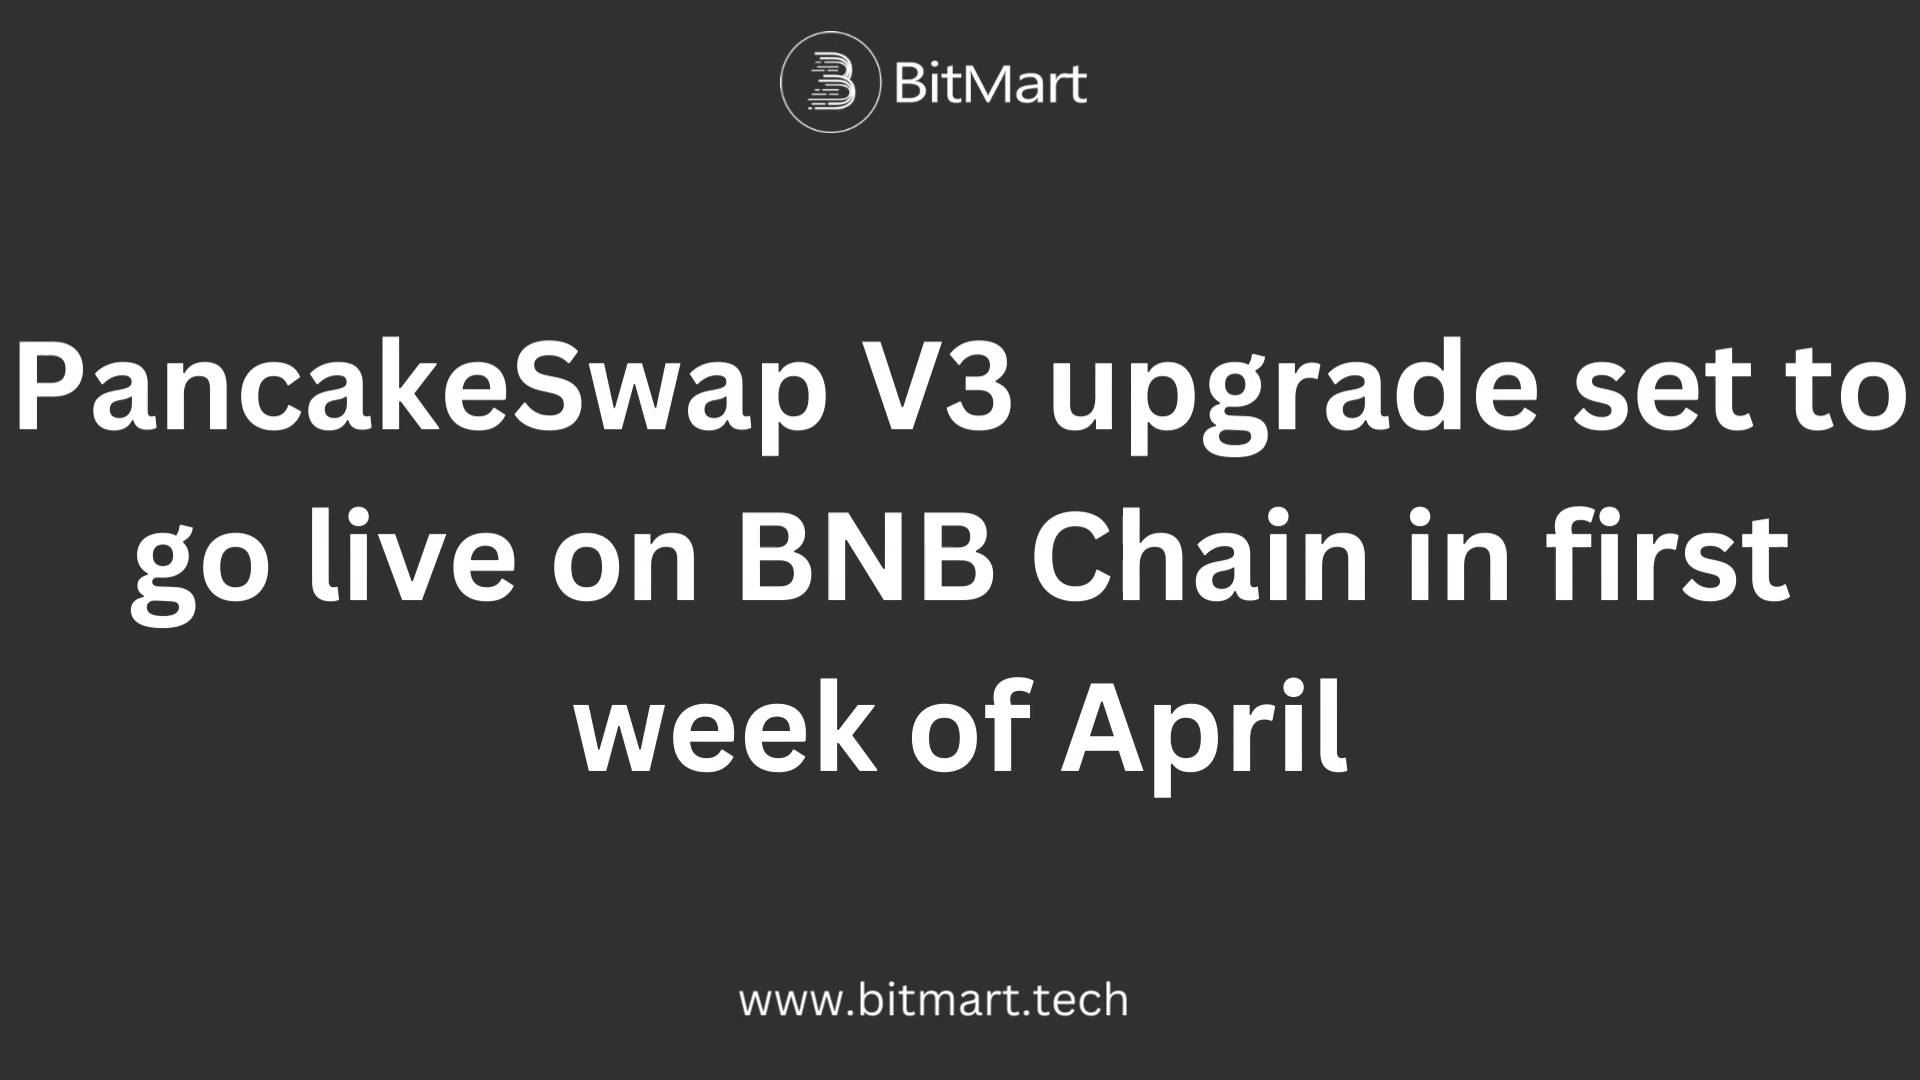 BitMart
PancakeSwap V3 upgrade set to
go live on BNB Chain in first
week of April
www.bitmart.tech